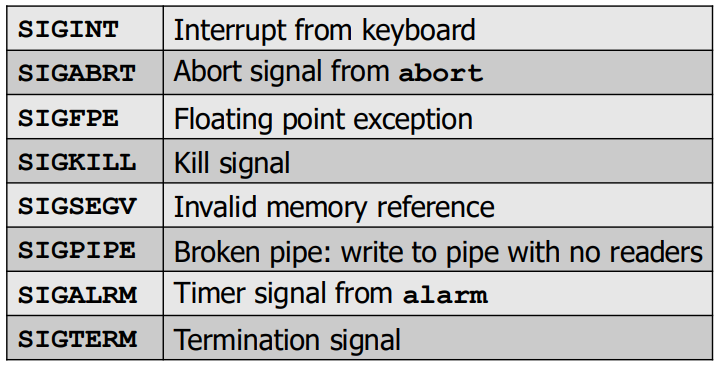 SIGINT Interrupt from keyboard
SIGABRT Abort signal from abort
SIGFPE Floating point exception
SIGKILL Kill signal
SIGSEGV Invalid memory reference
SIGPIPE Broken pipe: write to pipe with no readers
SIGALRM Timer signal from alarm
SIGTERM Termination signal